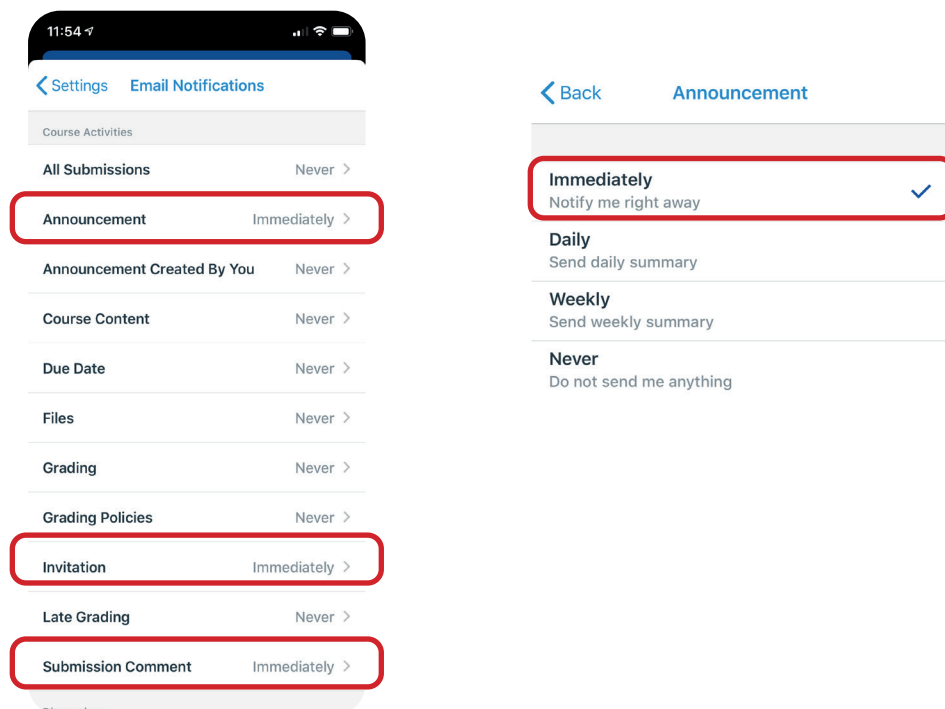 11:54
Settings Email Notifications
Course Activities
All Submissions Never
Announcement Immediately
Announcement Created By You Never
Course Content Never
Due Date Never
Files Never
Grading Never
Grading Policies Never
Invitation Immediately
Late Grading Never
Submission Comment Immediately
Back Announcement
Immediately
Notify me right away
Daily
Send daily summary
Weekly
Send weekly summary
Never
Do not send me anything